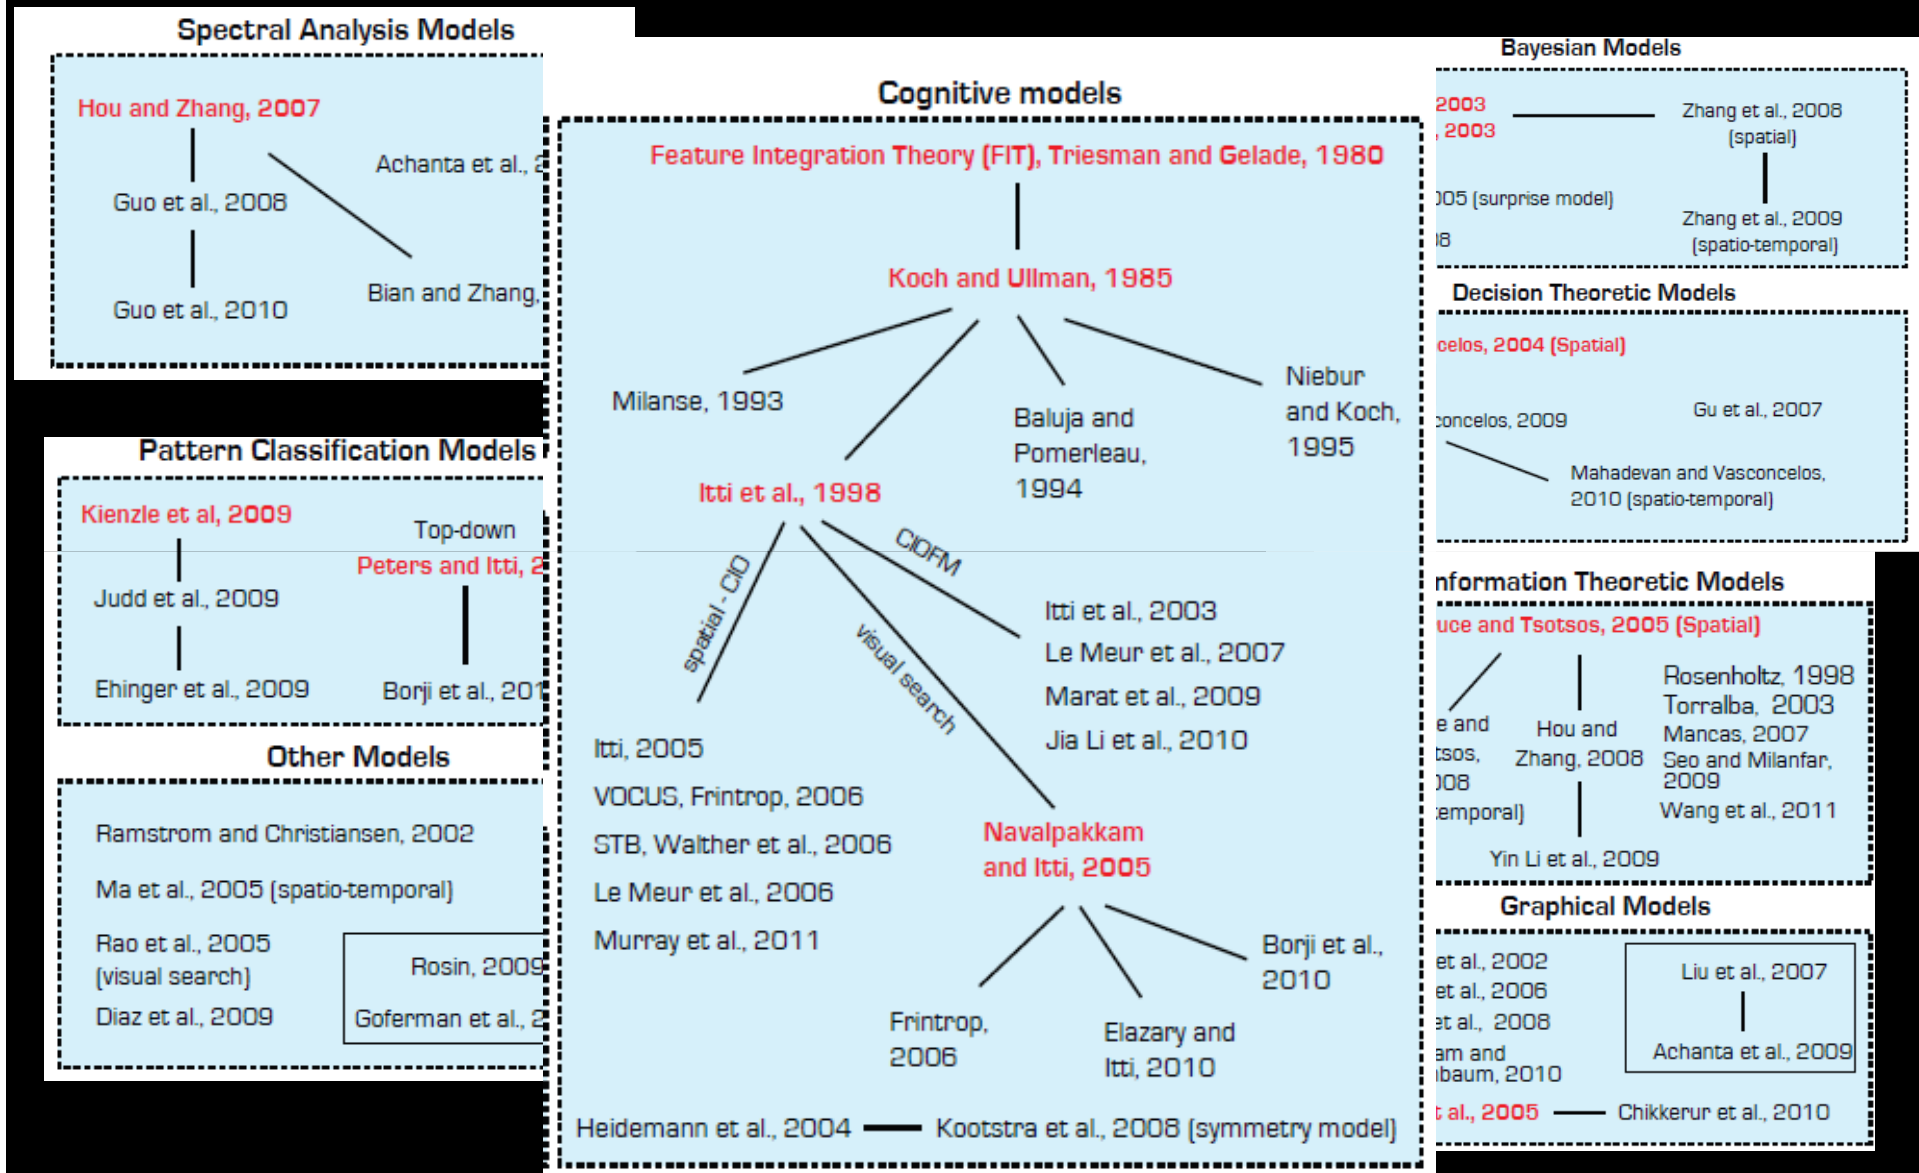 Spectral Analysis Models
Hou and Zhang, 2007
Achanta et al.,
Guo et al., 2008
Bian and Zhang,
Guo et al., 2010
Pattern Classification Models
Kienzle et al, 2009
Top-down
Peters and Itti,
Judd et al., 2009
Ehinger et al., 2009
Borji et al.,
Other Models
Ramstrom and Christiansen, 2002
Ma et al., 2005 (spatio-temporal)
Rao et al., 2005
(visual search)
Diaz et al., 2009
Rosin, 2009
Goferman et al.,
Cognitive models
Feature Integration Theory (FIT), Triesman and Gelade, 1980
Koch and Ullman, 1985
Milanse, 1993
Baluja and
Pomerleau,
1994
Niebur
and Koch,
1995
Itti et al., 1998
spatial - CIO
visual search
CIOFM
Itti et al., 2003
Le Meur et al., 2007
Marat et al., 2009
Jia Li et al., 2010
Itti, 2005
VOCUS, Frintrop, 2006
STB, Walther et al., 2006
Le Meur et al., 2006
Murray et al., 2011
Navalpakkam
and Itti, 2005
Frintrop,
2006
Elazary and
Itti, 2010
Borji et al.,
2010
Heidemann et al., 2004
Kootstra et al., 2008 (symmetry model)
Bayesian Models
2003
, 2003
Zhang et al., 2008
(spatial)
(surprise model)
Zhang et al., 2009
(spatio-temporal)
Decision Theoretic Models
2004 (Spatial)
Gu et al., 2007
2009
Mahadevan and Vasconcelos,
2010 (spatio-temporal)
Theoretic Models
and Tsotsos, 2005 (Spatial)
Rosenholtz, 1998
Torralba, 2003
Mancas, 2007
Seo and Milanfar,
2009
Wang et al., 2011
and
Hou and
Zhang, 2008
Yin Li et al., 2009
Graphical Models
et al., 2002
et al., 2006
et al., 2008
and
2010
Liu et al., 2007
Achanta et al., 2009
al., 2005
Chikkerur et al., 2010